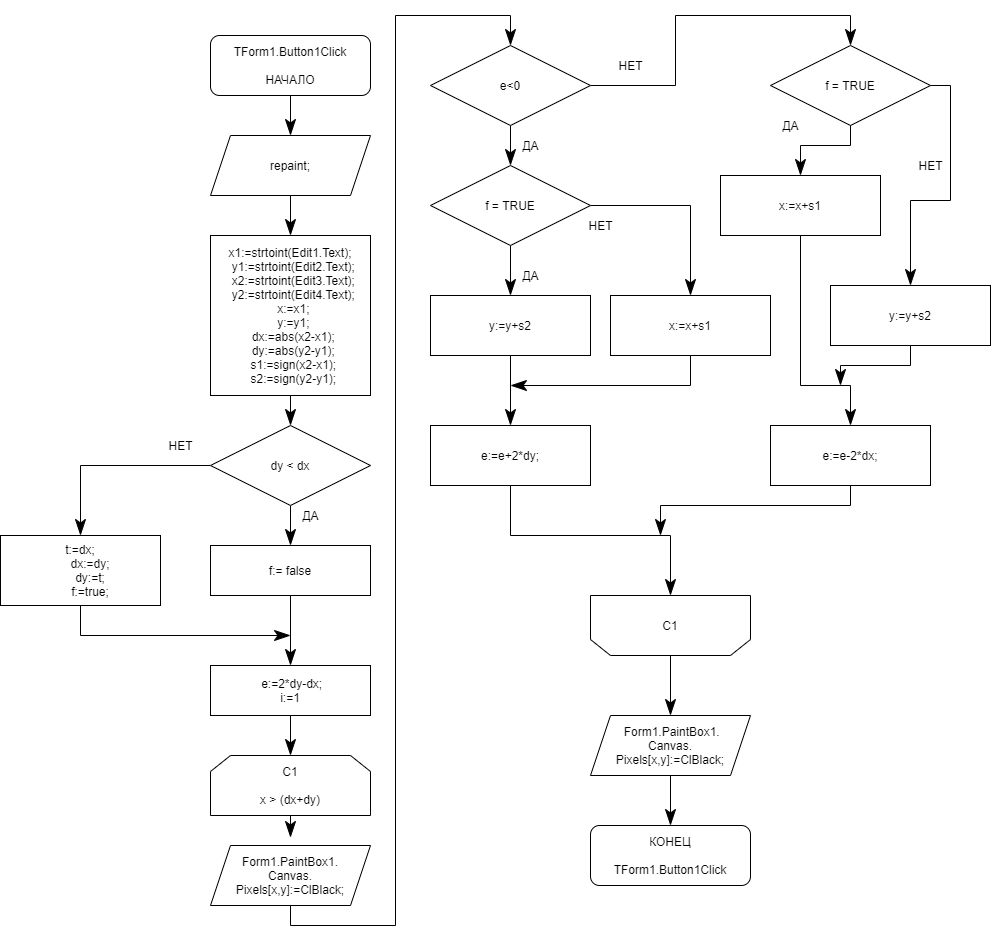 TForm1.Button1Click
НАЧАЛО
repaint;
x1:=strtoint(Edit1.Text);
y1:=strtoint(Edit2.Text);
x2:=strtoint(Edit3.Text);
y2:=strtoint(Edit4.Text);
x:=x1;
y:=y1;
dx:=abs(x2-x1);
dy:=abs(y2-y1);
s1:=sign(x2-x1);
s2:=sign(y2-y1);
dy < dx
НЕТ
ДА
t:=dx;
dx:=dy;
dy:=t;
f:=true;
f:= false
e:=2*dy-dx;
i:=1
C1
x > (dx+dy)
Form1.PaintBox1.
Canvas.
Pixels[x,y]:=ClBlack;
e<0
НЕТ
ДА
f = TRUE
НЕТ
ДА
y:=y+s2
x:=x+s1
e:=e+2*dy;
f = TRUE
ДА
НЕТ
x:=x+s1
y:=y+s2
e:=e-2*dx;
C1
Form1.PaintBox1.
Canvas.
Pixels[x,y]:=ClBlack;
КОНЕЦ
TForm1.Button1Click